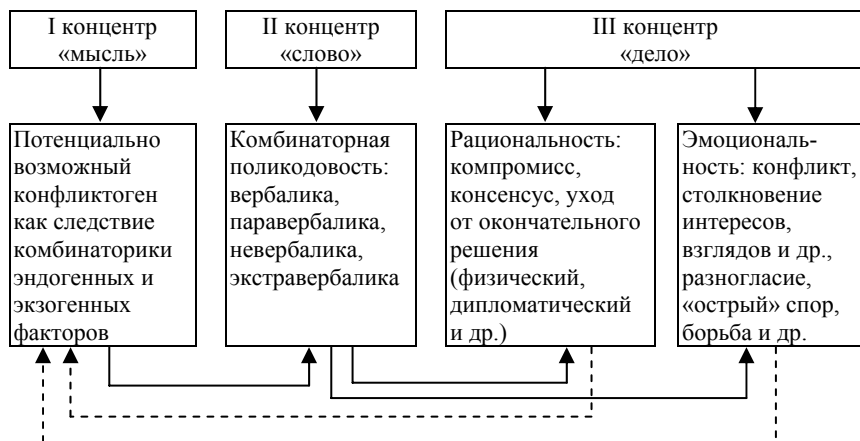 I концентр
«мысль»
II концентр
«слово»
III концентр
«дело»
Потенциально
возможный
конфликтоген
как следствие
комбинаторики
эндогенных и
экзогенных
факторов
Комбинаторная
поликодовость:
вербалика,
паравербалика,
невербалика,
экстравербалика
Рациональность:
компромисс,
консенсус, уход
от окончательного
решения
(физический,
дипломатический
и др.)
Эмоциональ-
ность: конфликт,
столкновение
интересов,
взглядов и др.,
разногласие,
«острый» спор,
борьба и др.